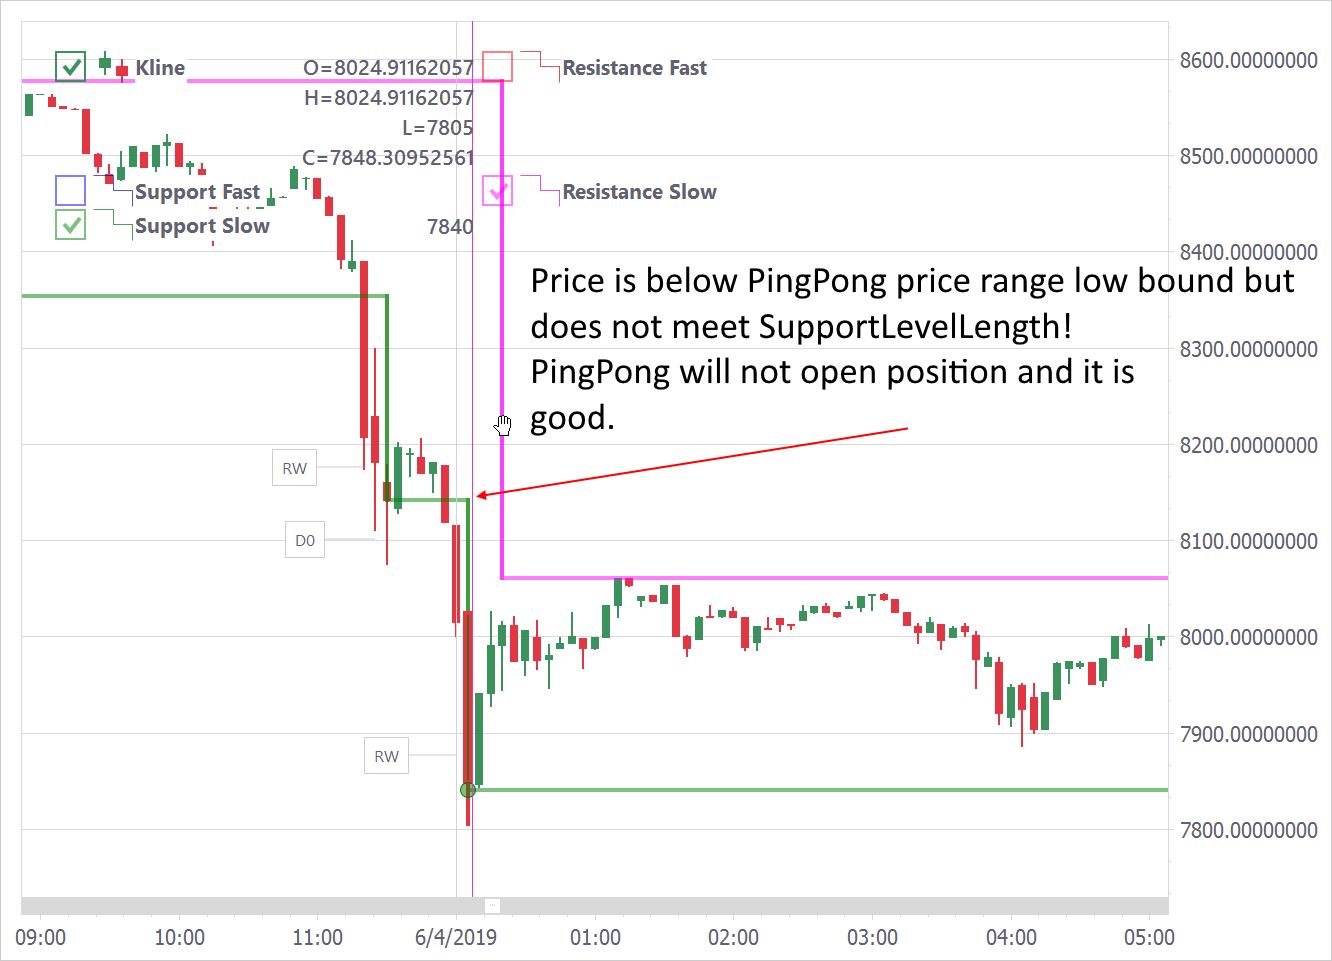 Kline
O=8024.91162057
H=8024.91162057
L=7805
C=7848.30952561
Resistance Fast
Support Fast
Resistance Slow
Support Slow
7840
Price is below PingPong price range low bound but
does not meet SupportLevelLength!
PingPong will not open position and it is
good.
RW
D0
RW
8600.00000000
8500.00000000
8400.00000000
8300.00000000
8200.00000000
8100.00000000
8000.00000000
7900.00000000
7800.00000000
09:00 10:00 11:00 6/4/2019 01:00 02:00 03:00 04:00 05:00